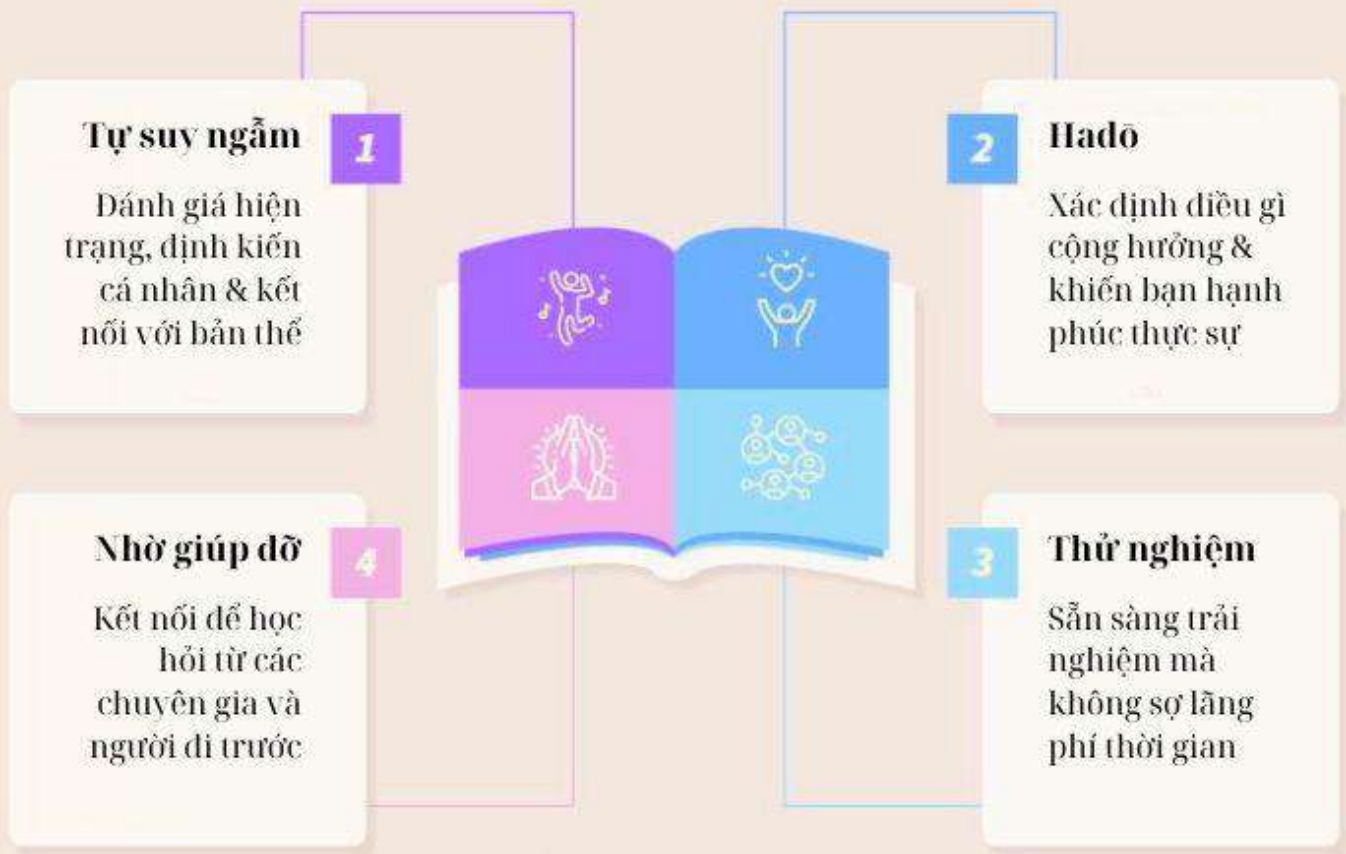 Tự suy ngẫm
1
Đánh giá hiện
trạng, định kiến
cá nhân & kết
nối với bản thể
2
Hadō
Xác định điều gì
cộng hưởng &
khiến bạn hạnh
phúc thực sự
3
Thử nghiệm
Sẵn sàng trải
nghiệm mà
không sợ lãng
phí thời gian
Nhờ giúp đỡ
4
Kết nối để học
hỏi từ các
chuyên gia và
người đi trước